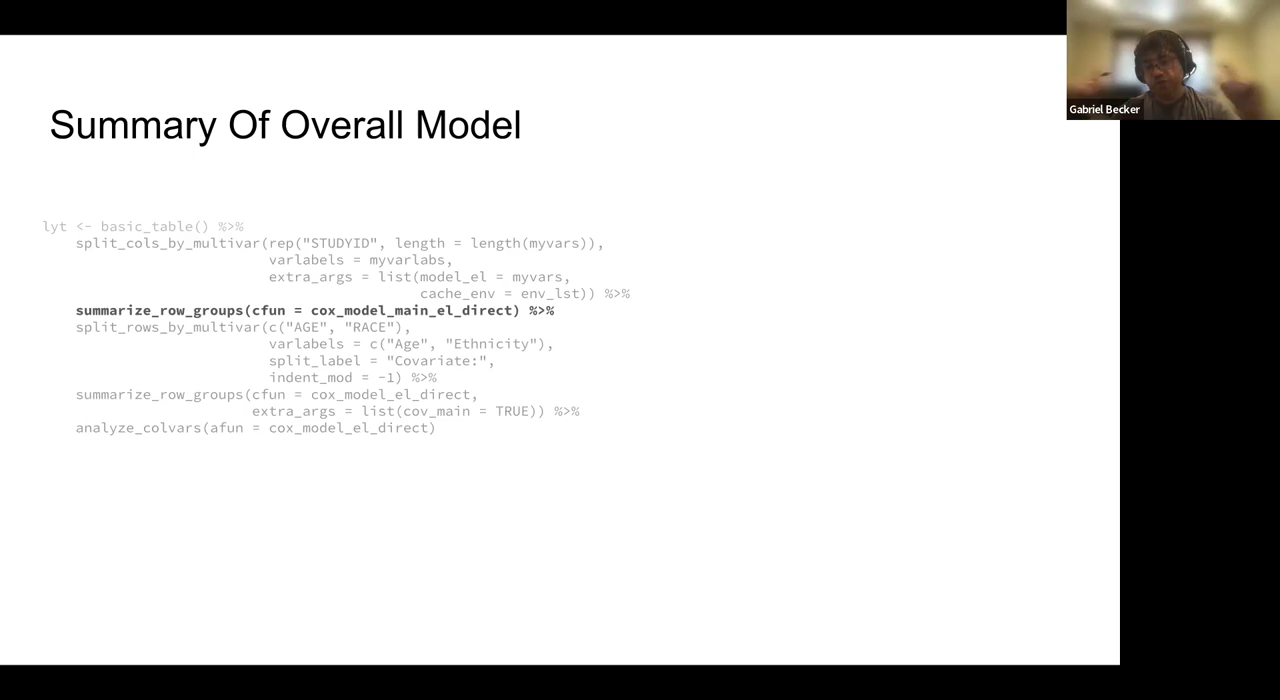 Gabriel Becker
Summary Of Overall Model
lyt <- basic_table() %>%
    split_cols_by_multivar(rep("STUDYID", length = length(myvars)),
                           varlabels = myvarlabs,
                           extra_args = list(model_el = myvars,
                                             cache_env = env_lst)) %>%
    summarize_row_groups(cfun = cox_model_main_el_direct) %>%
    split_rows_by_multivar(c("AGE", "RACE"),
                           varlabels = c("Age", "Ethnicity"),
                           split_label = "Covariate:",
                           indent_mod = -1) %>%
    summarize_row_groups(cfun = cox_model_el_direct,
                         extra_args = list(cov_main = TRUE)) %>%
    analyze_colvars(afun = cox_model_el_direct)